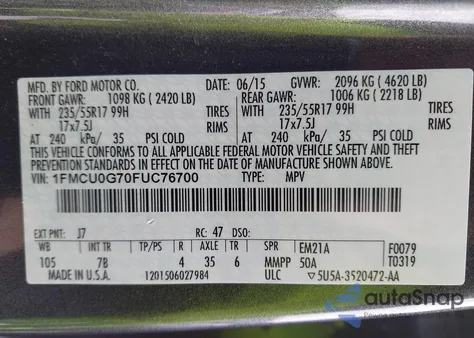 MFD. BY FORD MOTOR CO.
DATE: 06/15 GVWR: 2096 KG ( 4620 LB)
FRONT GAWR: 1098 KG ( 2420 LB) REAR GAWR: 1006 KG ( 2218 LB)
WITH 235/55R17 99H TIRES WITH 235/55R17 99H TIRES
17x7.5J RIMS 17x7.5J RIMS
AT 240 kPa/ 35 PSI COLD AT 240 kPa/ 35 PSI COLD
THIS VEHICLE CONFORMS TO ALL APPLICABLE FEDERAL MOTOR VEHICLE SAFETY AND THEFT
PREVENTION STANDARDS IN EFFECT ON THE DATE OF MANUFACTURE SHOWN ABOVE.
VIN: 1FMCU0G70FUC76700 TYPE: MPV
EXT PNT: J7 RC: 47 DSO:
WB INT TR TP/PS R AXLE TR SPR EM21A F0079
105 7B 4 35 6 MMPP 50A T0319
MADE IN U.S.A. 1201506027984 ULC 5U5A-3520472-AA
autoSnap